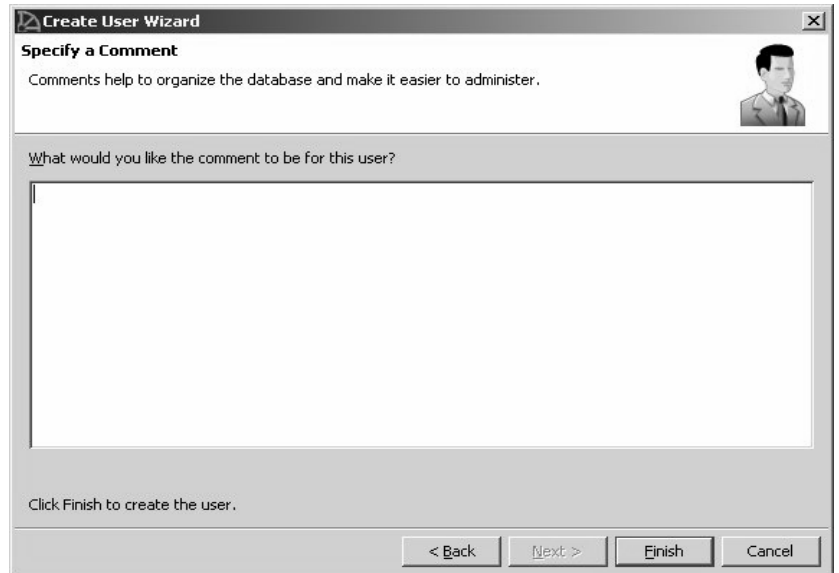 Create User Wizard
Specify a Comment
Comments help to organize the database and make it easier to administer.
What would you like the comment to be for this user?
Click Finish to create the user.
< Back Next > Finish Cancel